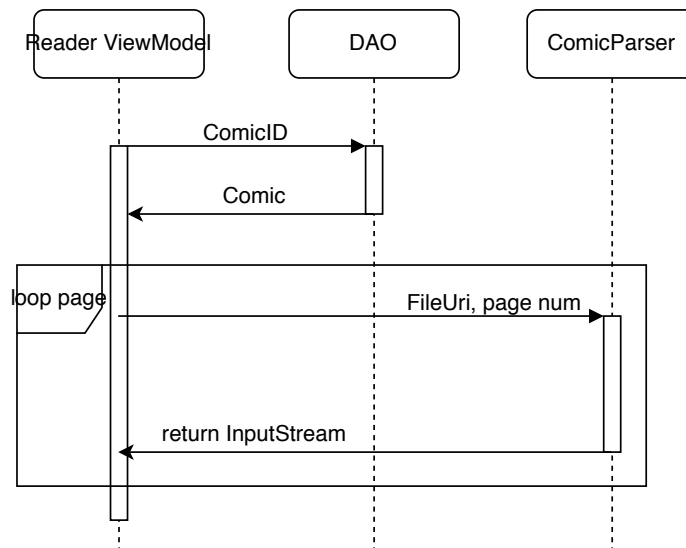 Reader ViewModel
DAO
ComicParser
ComicID
Comic
loop page
FileUri, page num
return InputStream